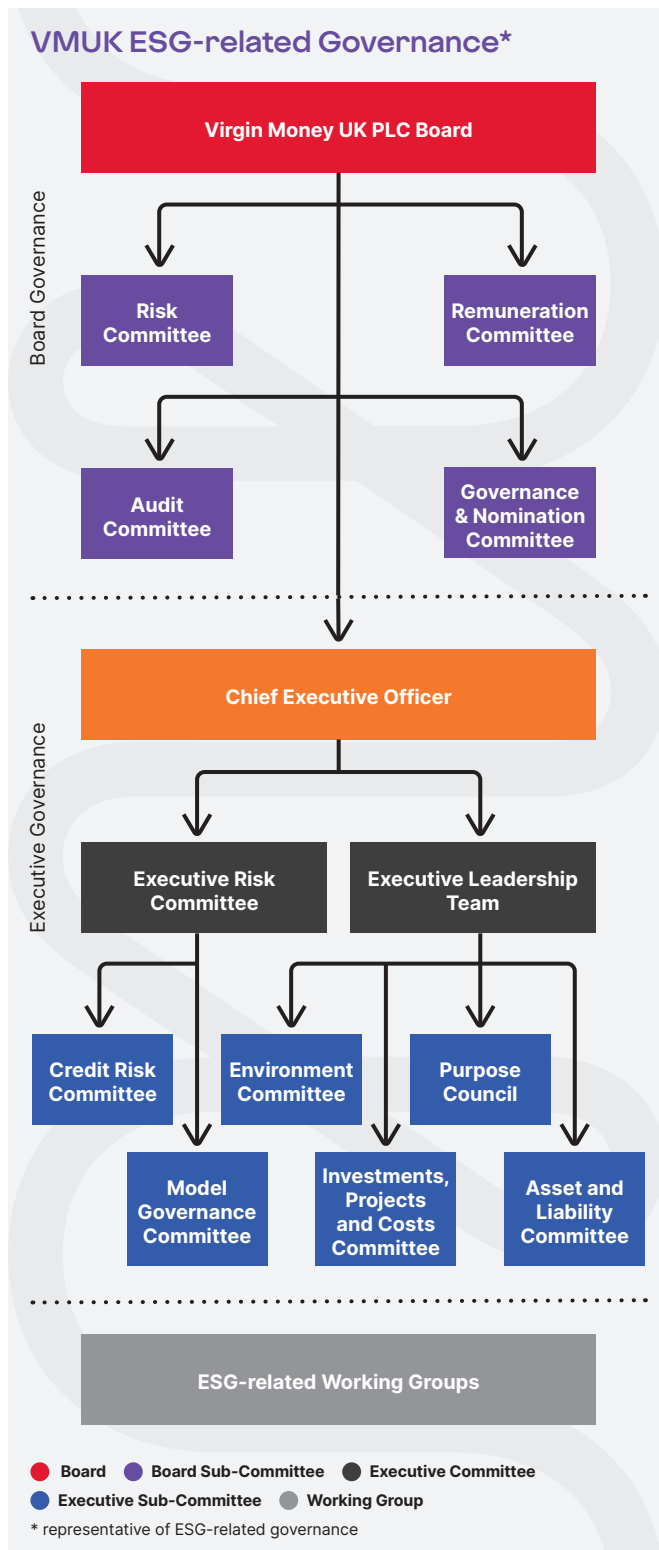 VMUK ESG-related Governance*
Board Governance
Virgin Money UK PLC Board
Risk
Committee
Remuneration
Committee
Audit
Committee
Governance
& Nomination
Committee
Executive Governance
Chief Executive Officer
Executive Risk
Committee
Executive Leadership
Team
Credit Risk
Committee
Environment
Committee
Purpose
Council
Model
Governance
Committee
Investments,
Projects
and Costs
Committee
Asset and
Liability
Committee
ESG-related Working Groups
Board Board Sub-Committee Executive Committee
Executive Sub-Committee Working Group
* representative of ESG-related governance